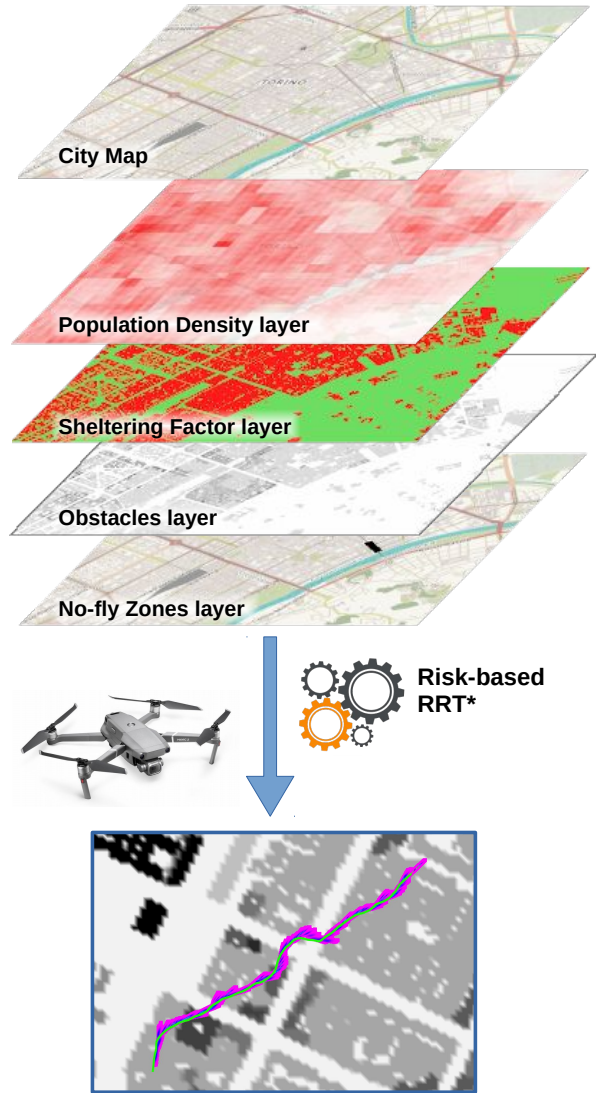 TORINO
City Map
Population Density layer
Sheltering Factor layer
Obstacles layer
No-fly Zones layer
Risk-based
RRT*